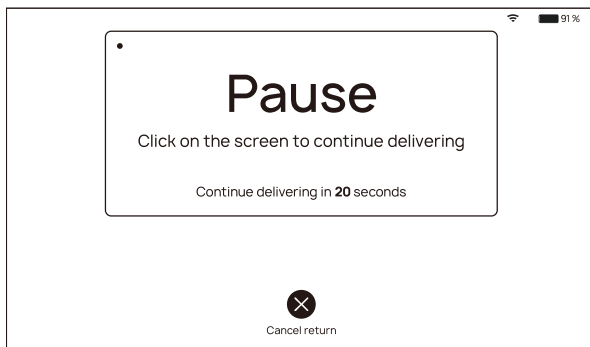 91 %
Pause
Click on the screen to continue delivering
Continue delivering in 20 seconds
Cancel return